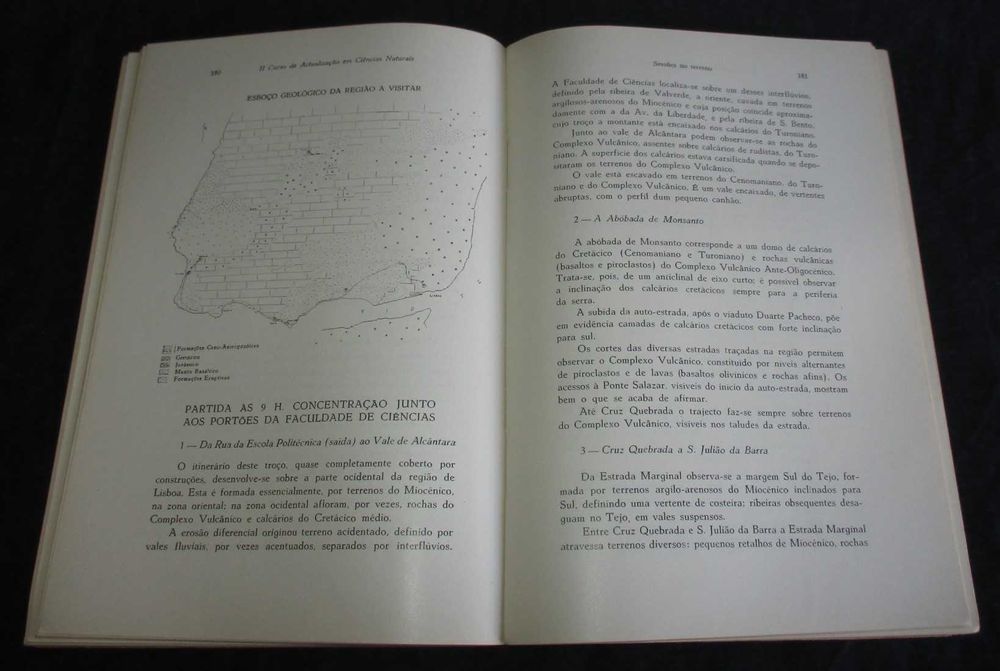 180
II Curso de Actualização em Ciências Naturais
ESBOÇO GEOLÓGICO DA REGIÃO A VISITAR
Lisboa
Formações Ceno-Antropozóicas
Cretácico
Jurássico
Manto Basáltico
Formações Eruptivas
PARTIDA AS 9 H. CONCENTRAÇÃO JUNTO
AOS PORTÕES DA FACULDADE DE CIÊNCIAS
1 — Da Rua da Escola Politécnica (saída) ao Vale de Alcântara
O itinerário deste troço, quase completamente coberto por
construções, desenvolve-se sobre a parte ocidental da região de
Lisboa. Esta é formada essencialmente, por terrenos do Miocénico,
na zona oriental; na zona ocidental afloram, por vezes, rochas do
Complexo Vulcânico e calcários do Cretácico médio.
A erosão diferencial originou terreno acidentado, definido por
vales fluviais, por vezes acentuados, separados por interflúvios.
Sessões no terreno
181
A Faculdade de Ciências localiza-se sobre um desses interflúvios,
definido pela ribeira de Valverde, a oriente, cavada em terrenos
argilosos-arenosos do Miocénico e cuja posição coincide aproxima-
damente com a da Av. da Liberdade, e pela ribeira de S. Bento,
cujo troço a montante está encaixado nos calcários do Turoniano.
Junto ao vale de Alcântara podem observar-se as rochas do
Complexo Vulcânico, assentes sobre calcários de rudistas, do Turo-
niano. A superfície dos calcários estava carsificada quando se depo-
sitaram os terrenos do Complexo Vulcânico.
O vale está escavado em terrenos do Cenomaniano, do Turo-
niano e do Complexo Vulcânico. É um vale encaixado, de vertentes
abruptas, com o perfil dum pequeno canhão.
2 — A Abóbada de Monsanto
A abóbada de Monsanto corresponde a um domo de calcários
do Cretácico (Cenomaniano e Turoniano) e rochas vulcânicas
(basaltos e piroclastos) do Complexo Vulcânico Ante-Oligocénico.
Trata-se, pois, de um anticlinal de eixo curto; é possível observar
a inclinação dos calcários cretácicos sempre para a periferia
da serra.
A subida da auto-estrada, após o viaduto Duarte Pacheco, põe
em evidência camadas de calcários cretácicos com forte inclinação
para sul.
Os cortes das diversas estradas traçadas na região permitem
observar o Complexo Vulcânico, constituído por níveis alternantes
de piroclastos e de lavas (basaltos olivínicos e rochas afins). Os
acessos à Ponte Salazar, visíveis do início da auto-estrada, mostram
bem o que se acaba de afirmar.
Até Cruz Quebrada o trajecto faz-se sempre sobre terrenos
do Complexo Vulcânico, visíveis nos taludes da estrada.
3 — Cruz Quebrada a S. Julião da Barra
Da Estrada Marginal observa-se a margem Sul do Tejo, for-
mada por terrenos argilo-arenosos do Miocénico inclinados para
Sul, definindo uma vertente de costeira; ribeiras obsequentes desa-
guam no Tejo, em vales suspensos.
Entre Cruz Quebrada e S. Julião da Barra a Estrada Marginal
atravessa terrenos diversos: pequenos retalhos de Miocénico, rochas